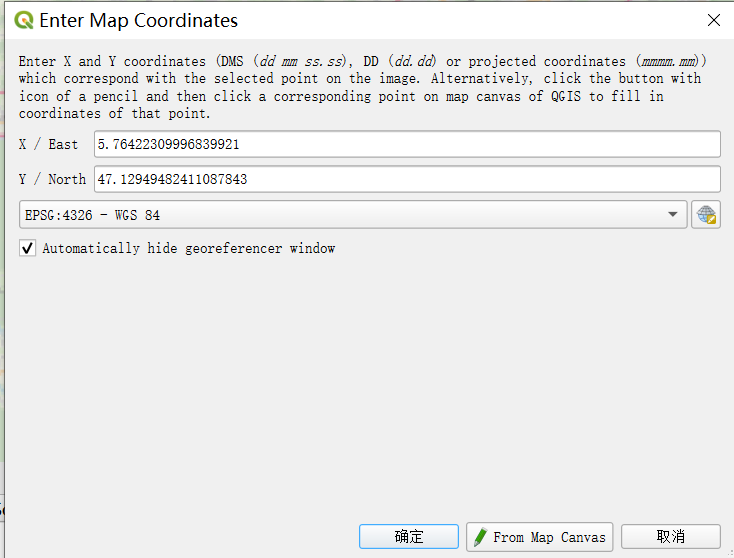 Enter Map Coordinates
Enter X and Y coordinates (DMS (dd mm ss.ss), DD (dd.dd) or projected coordinates (mmmm.mm))
which correspond with the selected point on the image. Alternatively, click the button with
icon of a pencil and then click a corresponding point on map canvas of QGIS to fill in
coordinates of that point.
X / East 5.76422309996839921
Y / North 47.12949482411087843
EPSG:4326 - WGS 84
Automatically hide georeferencer window
确定 From Map Canvas 取消